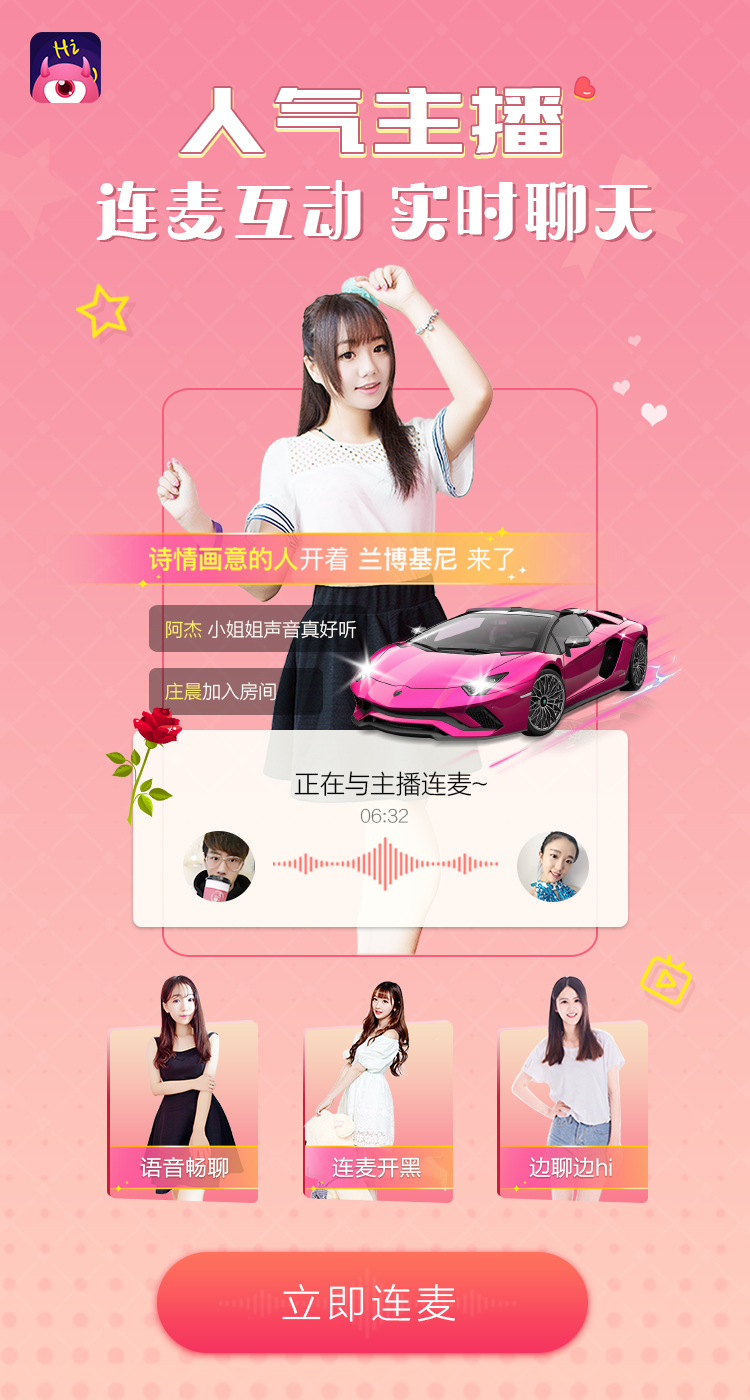 Hi
人气主播
连麦互动 实时聊天
诗情画意的人开着 兰博基尼 来了
阿杰 小姐姐声音真好听
庄晨加入房间
正在与主播连麦~
06:32
语音畅聊
连麦开黑
边聊边hi
立即连麦